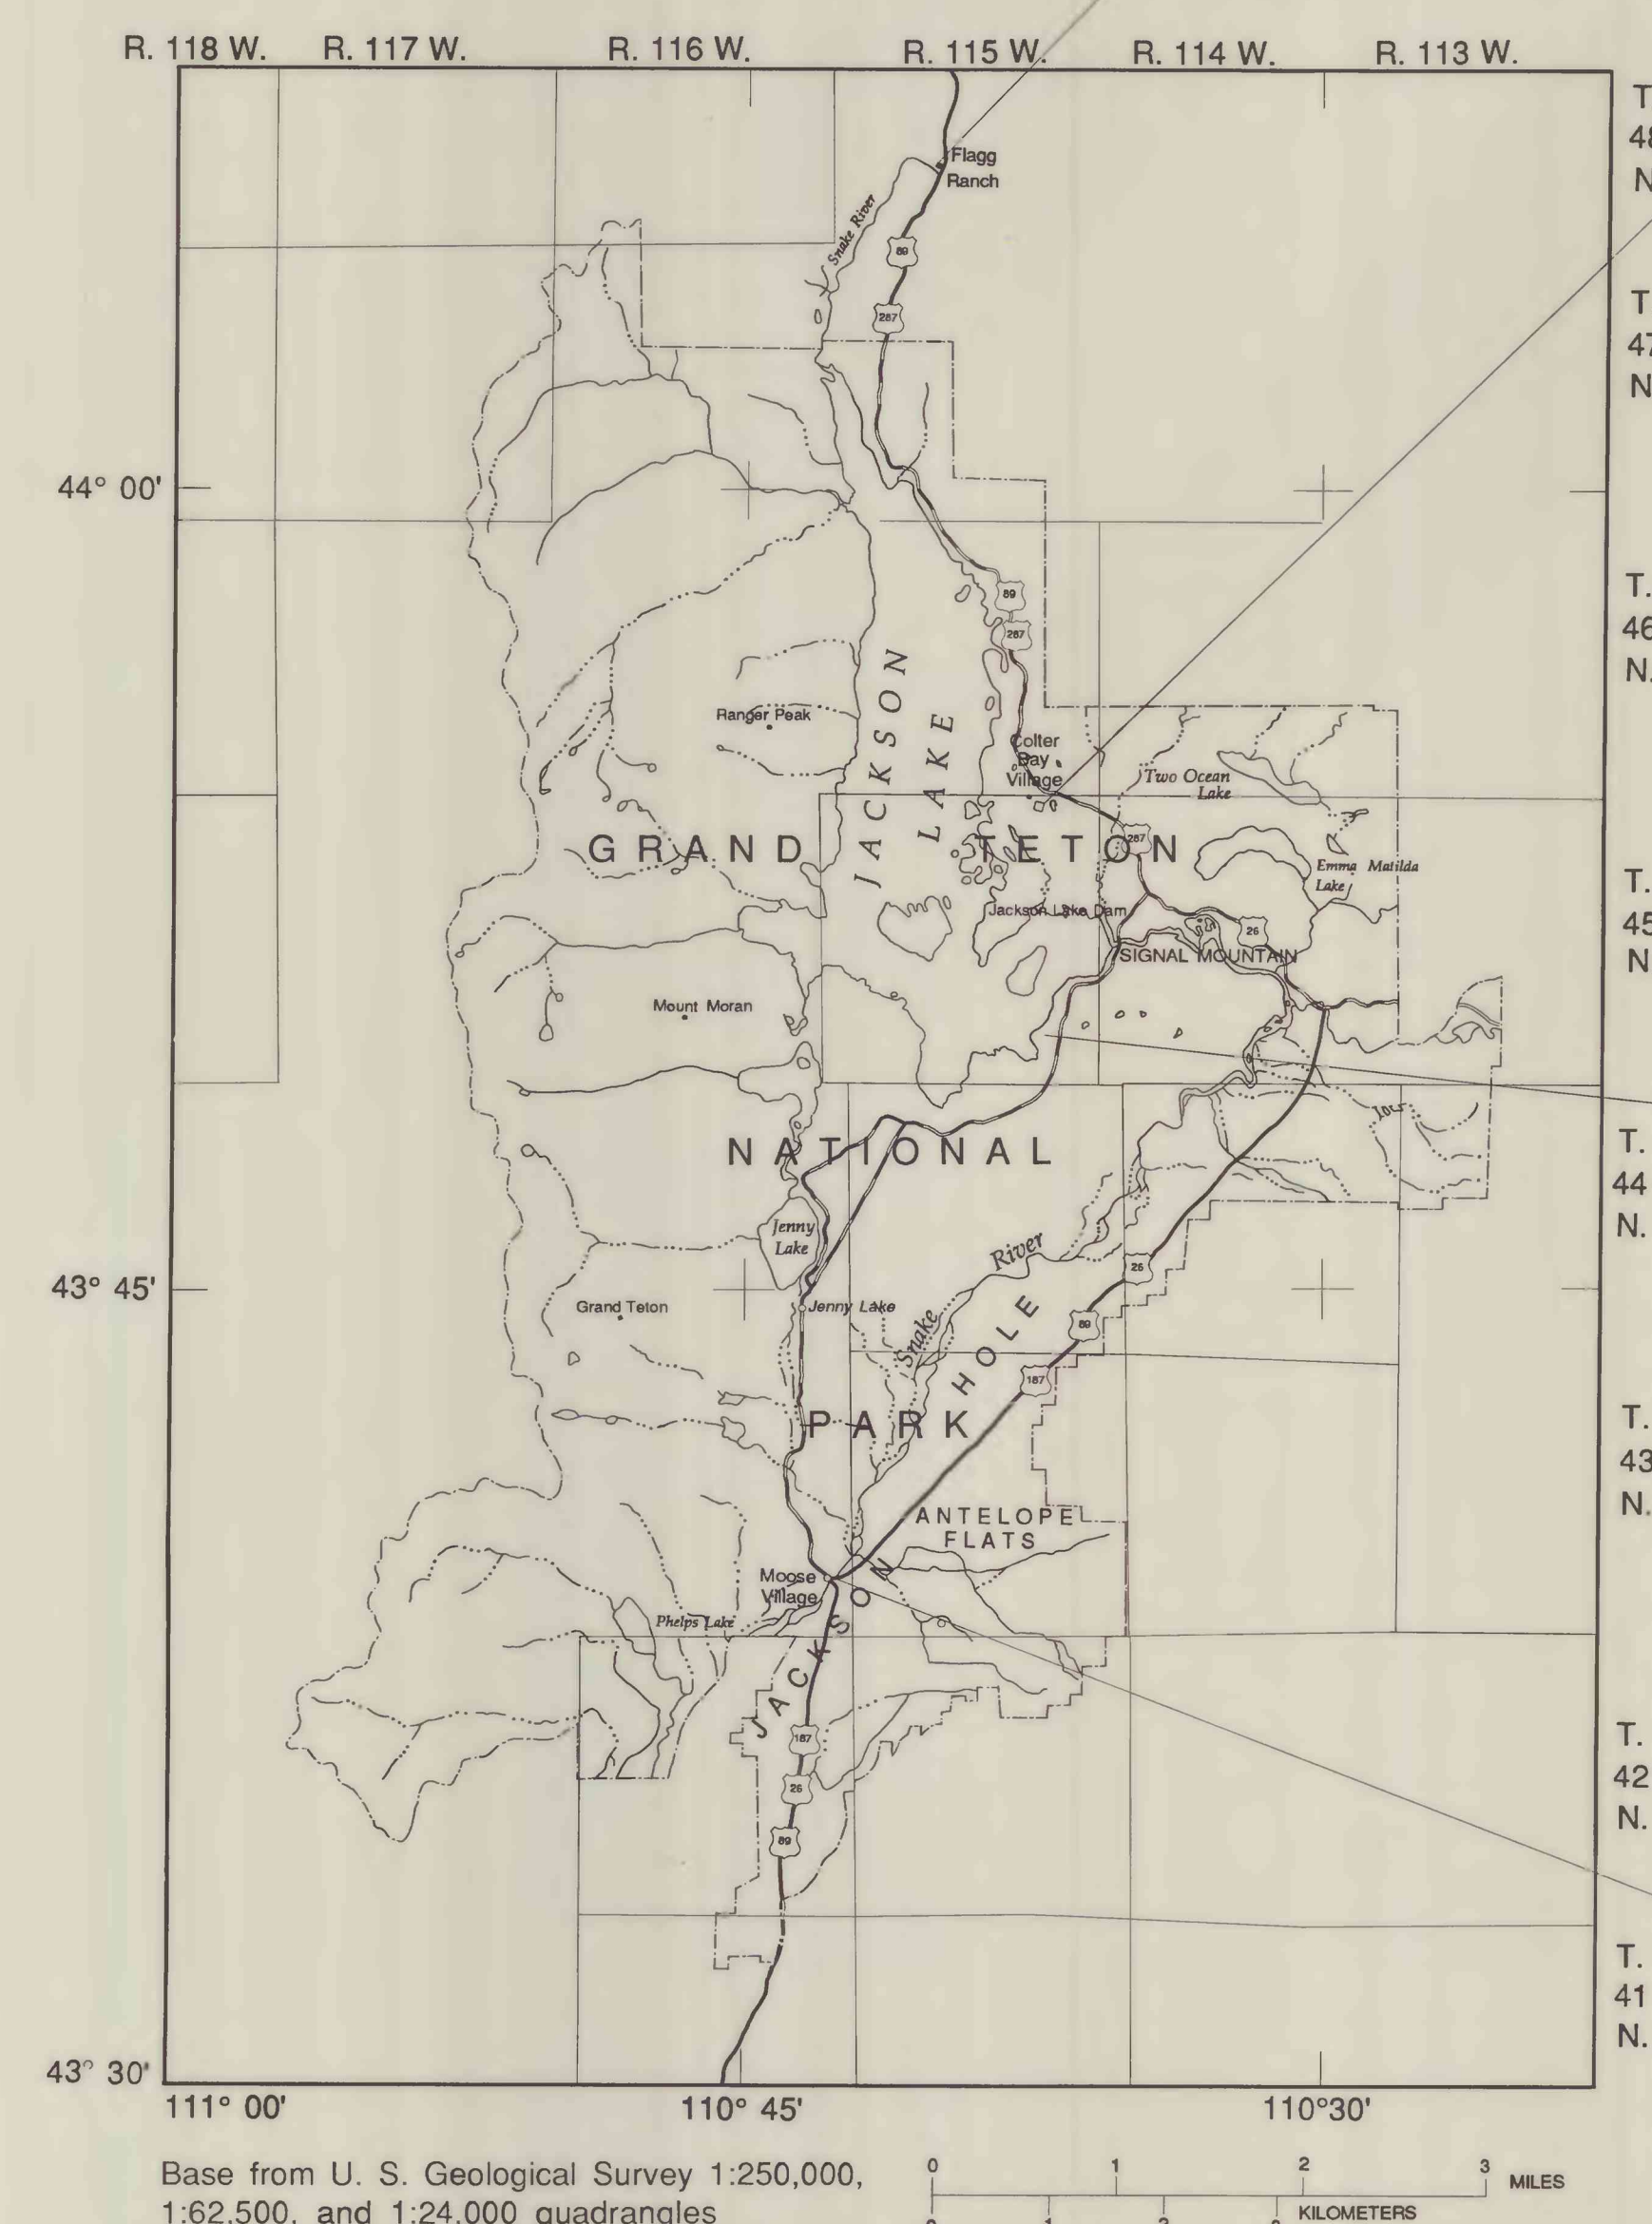 R. 118 W. R. 117 W. R. 116 W. R. 115 W. R. 114 W. R. 113 W.
T
48
N
Flagg
Ranch
Snake River
89
287
T
47
N
44° 00'
89
287
T.
46
N.
JACKSON
LAKE
Ranger Peak
Colter
Bay
Village
Two Ocean
Lake
287
GRAND TETON
Emma Matilda
Lake
T.
45
N
Jackson Lake Dam
26
SIGNAL MOUNTAIN
Mount Moran
NATIONAL
T.
44
N.
Jenny
Lake
River
26
43° 45'
Grand Teton
Jenny Lake
Snake
HOLE
89
187
PARK
T.
43
N.
ANTELOPE
FLATS
Moose
Village
Phelps Lake
JACKSON
187
26
89
T.
42
N.
T.
41
N.
43° 30'
111° 00' 110° 45' 110°30'
Base from U. S. Geological Survey 1:250,000,
1:62,500, and 1:24,000 quadrangles
0 1 2 3 MILES
KILOMETERS